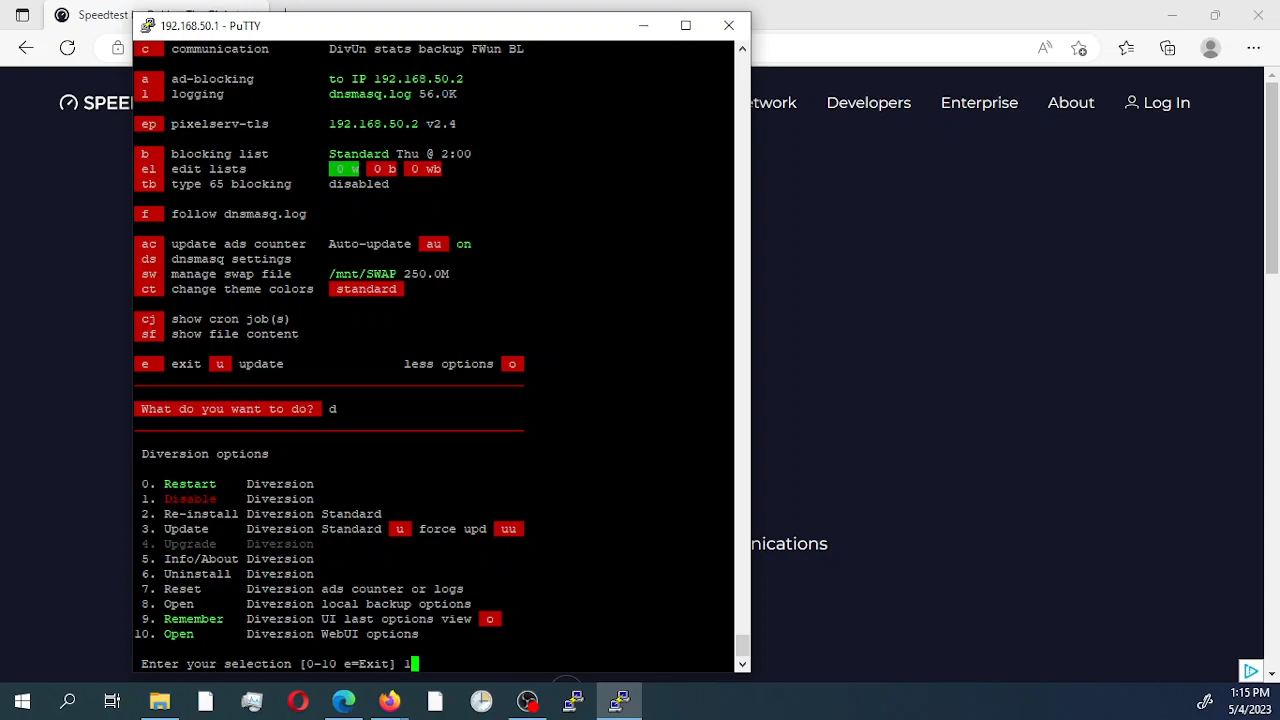 Speedtest
192.168.50.1 - PuTTY
SPEED
twork Developers Enterprise About Log In
c communication DivUn stats backup FWun BL
a ad-blocking to IP 192.168.50.2
l logging dnsmasq.log 56.0K
ep pixelserv-tls 192.168.50.2 v2.4
b blocking list Standard Thu @ 2:00
el edit lists 0 w 0 b 0 wb
tb type 65 blocking disabled
f follow dnsmasq.log
ac update ads counter Auto-update au on
ds dnsmasq settings
sw manage swap file /mnt/SWAP 250.0M
ct change theme colors standard
cj show cron job(s)
sf show file content
e exit u update less options o
What do you want to do? d
Diversion options
0. Restart Diversion
1. Disable Diversion
2. Re-install Diversion Standard
3. Update Diversion Standard u force upd uu
4. Upgrade Diversion
nications
5. Info/About Diversion
6. Uninstall Diversion
7. Reset Diversion ads counter or logs
8. Open Diversion local backup options
9. Remember Diversion UI last options view o
10. Open Diversion WebUI options
Enter your selection [0-10 e=Exit] 1
1:15 PM
5/4/2023